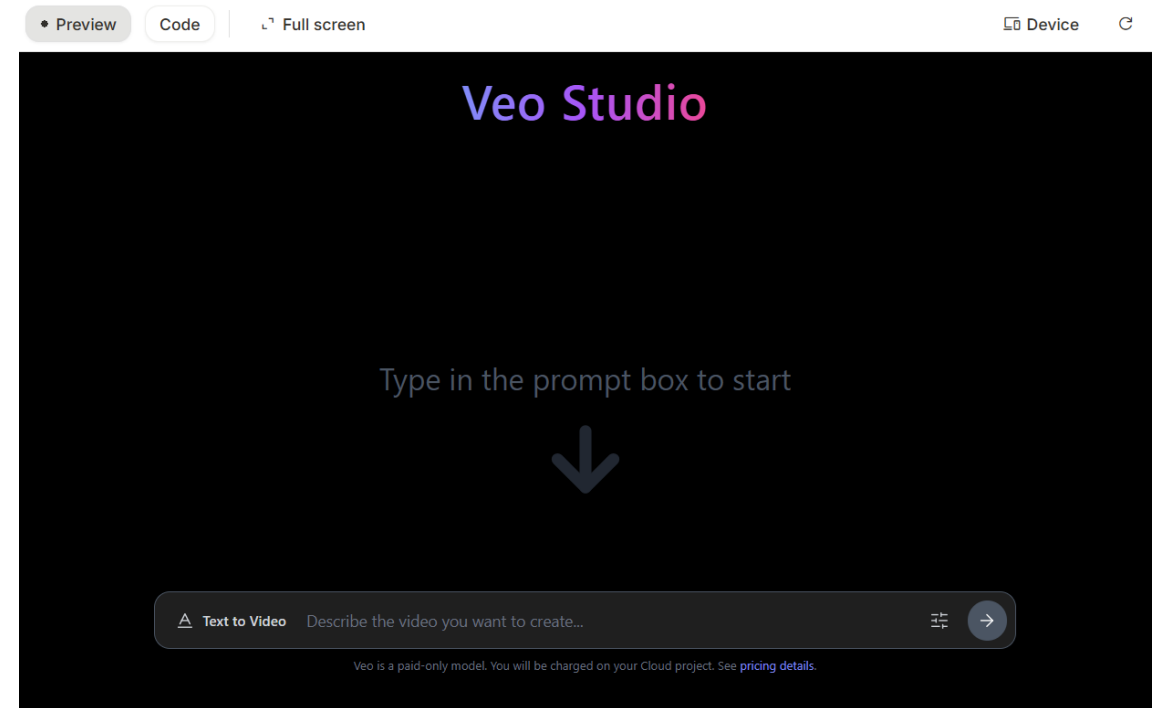 Preview
Code
Full screen
Device
Veo Studio
Type in the prompt box to start
Text to Video
Describe the video you want to create...
Veo is a paid-only model. You will be charged on your Cloud project. See pricing details.